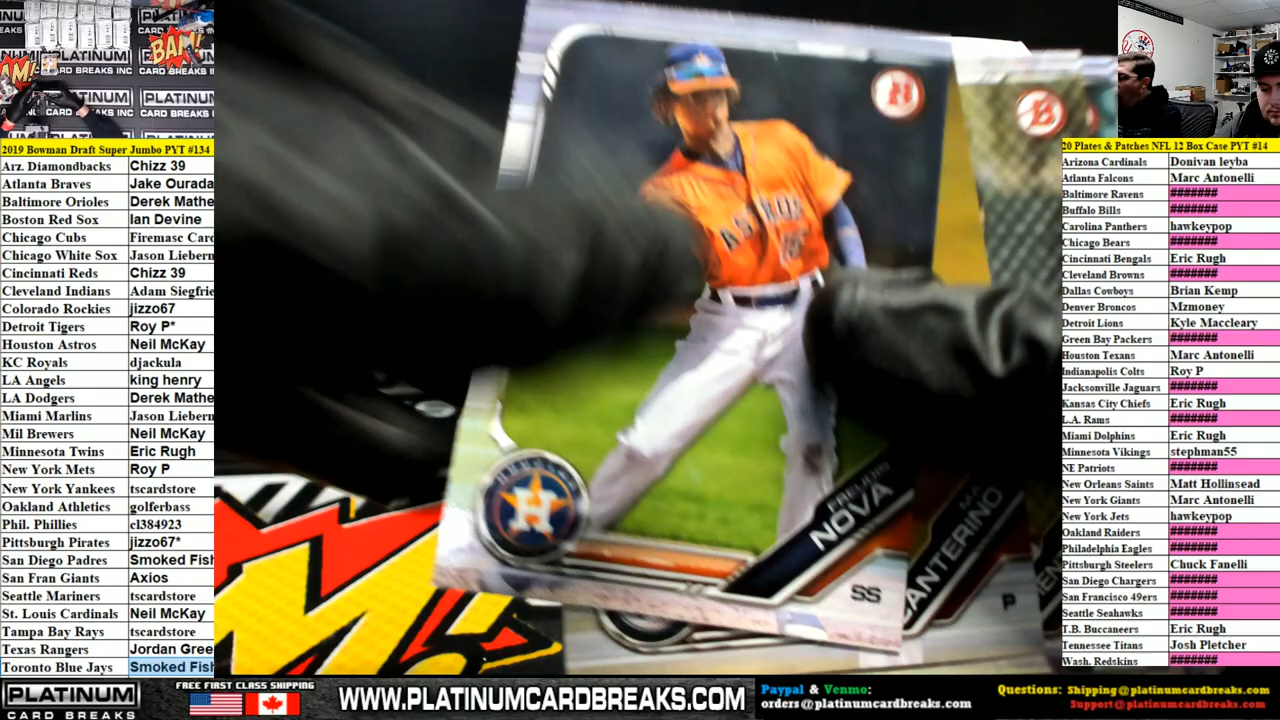 2019 Bowman Draft Super Jumbo PYT #134
Arz. Diamondbacks Chizz 39
Atlanta Braves Jake Ourada
Baltimore Orioles Derek Mathe
Boston Red Sox Ian Devine
Chicago Cubs Firemasc Card
Chicago White Sox Jason Liebern
Cincinnati Reds Chizz 39
Cleveland Indians Adam Siegfrie
Colorado Rockies jizzo67
Detroit Tigers Roy P*
Houston Astros Neil McKay
KC Royals djackula
LA Angels king henry
LA Dodgers Derek Mathe
Miami Marlins Jason Liebern
Mil Brewers Neil McKay
Minnesota Twins Eric Rugh
New York Mets Roy P
New York Yankees tscardstore
Oakland Athletics golferbass
Phil. Phillies cl384923
Pittsburgh Pirates jizzo67*
San Diego Padres Smoked Fish
San Fran Giants Axios
Seattle Mariners tscardstore
St. Louis Cardinals Neil McKay
Tampa Bay Rays tscardstore
Texas Rangers Jordan Gree
Toronto Blue Jays Smoked Fish
BAM!
PLATINUM
CARD BREAKS INC
B
B
NOVA
SS
P
20 Plates & Patches NFL 12 Box Case PYT #14
Arizona Cardinals Donivan leyba
Atlanta Falcons Marc Antonelli
Baltimore Ravens #######
Buffalo Bills #######
Carolina Panthers hawkeypop
Chicago Bears #######
Cincinnati Bengals Eric Rugh
Cleveland Browns #######
Dallas Cowboys Brian Kemp
Denver Broncos Mzmoney
Detroit Lions Kyle Maccleary
Green Bay Packers #######
Houston Texans Marc Antonelli
Indianapolis Colts Roy P
Jacksonville Jaguars #######
Kansas City Chiefs Eric Rugh
L.A. Rams #######
Miami Dolphins Eric Rugh
Minnesota Vikings stephman55
NE Patriots #######
New Orleans Saints Matt Hollinsead
New York Giants Marc Antonelli
New York Jets hawkeypop
Oakland Raiders #######
Philadelphia Eagles #######
Pittsburgh Steelers Chuck Fanelli
San Diego Chargers #######
San Francisco 49ers #######
Seattle Seahawks #######
T.B. Buccaneers Eric Rugh
Tennessee Titans Josh Pletcher
Wash. Redskins #######
PLATINUM
CARD BREAKS
FREE FIRST CLASS SHIPPING
WWW.PLATINUMCARDBREAKS.COM
Paypal & Venmo:
orders@platinumcardbreaks.com
Questions: Shipping@platinumcardbreaks.com
Support@platinumcardbreaks.com